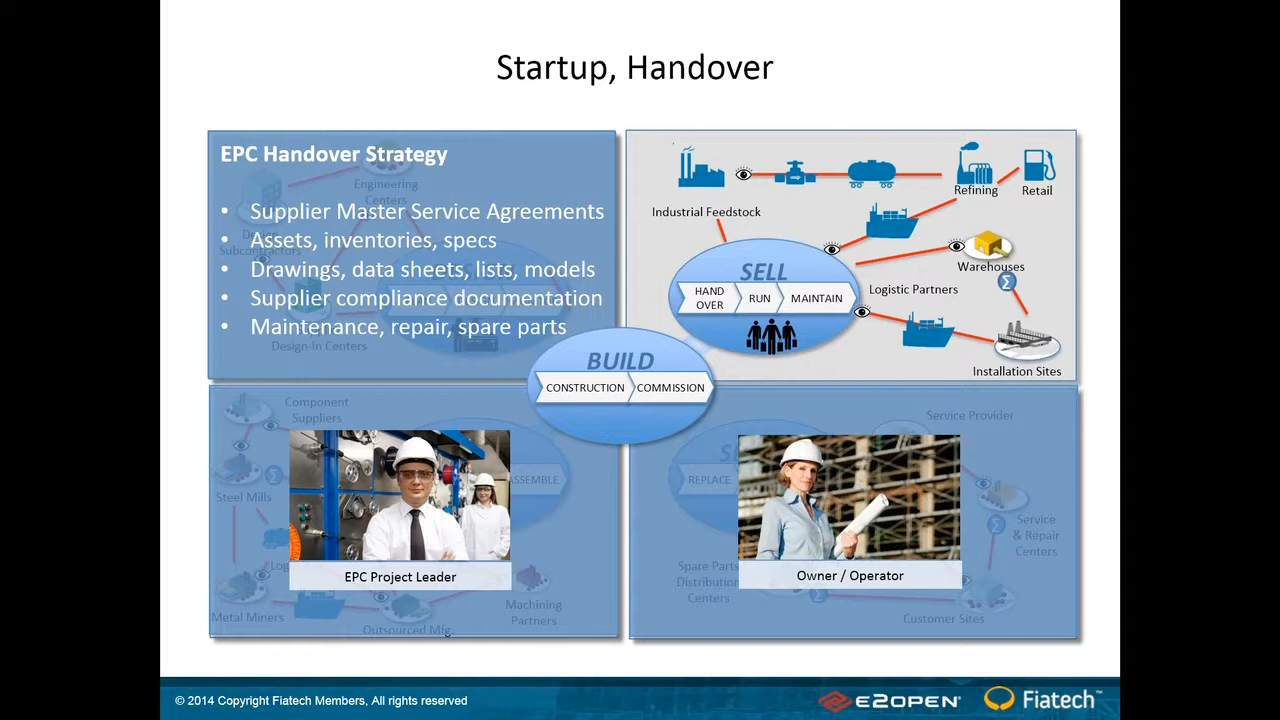 Startup, Handover
EPC Handover Strategy
• Supplier Master Service Agreements
• Assets, inventories, specs
• Drawings, data sheets, lists, models
• Supplier compliance documentation
• Maintenance, repair, spare parts
Engineering
Centers
Design
Subcontractors
Design-In Centers
Industrial Feedstock
Refining
Retail
SELL
HAND
OVER
RUN
MAINTAIN
Warehouses
Logistic Partners
Installation Sites
BUILD
CONSTRUCTION
COMMISSION
Component
Suppliers
Steel Mills
ASSEMBLE
Metal Miners
Outsourced Mfg.
Machining
Partners
EPC Project Leader
Service Provider
REPLACE
Service
& Repair
Centers
Spare Parts
Distribution
Centers
Customer Sites
Owner / Operator
© 2014 Copyright Fiatech Members, All rights reserved
E2OPEN
Fiatech™